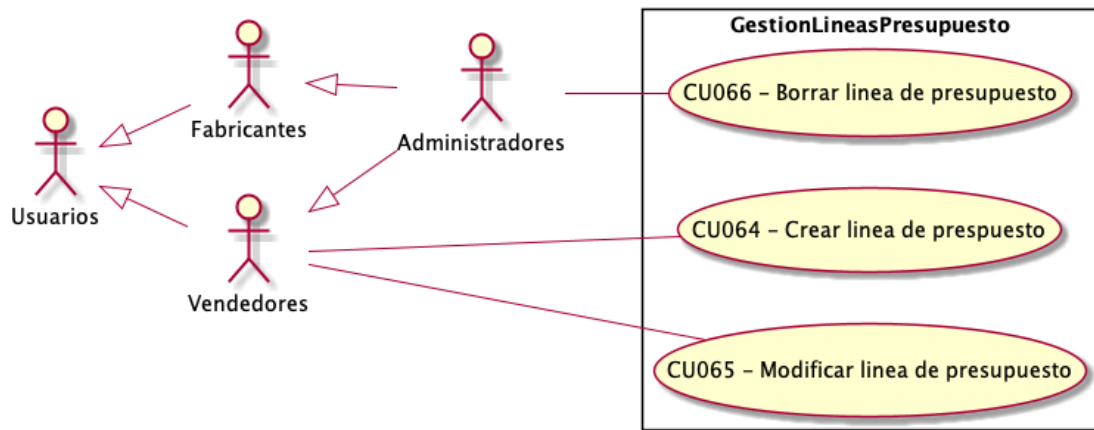 GestionLineasPresupuesto
CU066 – Borrar linea de presupuesto
Fabricantes
Administradores
Usuarios
CU064 – Crear linea de prespuesto
Vendedores
CU065 – Modificar linea de presupuesto